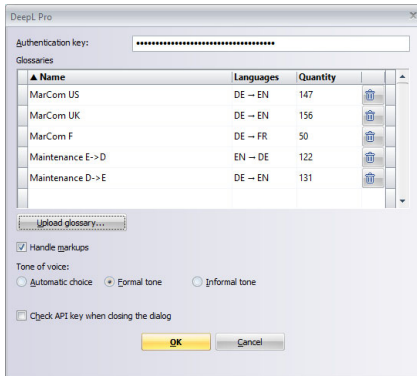 DeepL Pro
Authentication key: ••••••••••••••••••••••••••••••••••••
Glossaries
▲ Name Languages Quantity
MarCom US DE → EN 147
MarCom UK DE → EN 156
MarCom F DE → FR 50
Maintenance E->D EN → DE 122
Maintenance D->E DE → EN 131
Upload glossary...
Handle markups
Tone of voice:
Automatic choice Formal tone Informal tone
Check API key when closing the dialog
OK Cancel